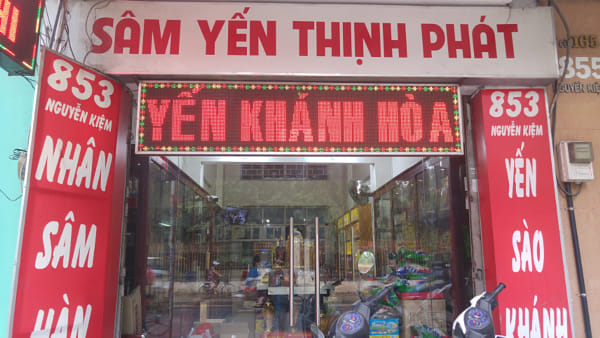 SÂM YẾN THỊNH PHÁT
YẾN KHÁNH HÒA
853
NGUYỄN KIỆM
NHÂN
SÂM
HÀN
853
NGUYỄN KIỆM
YẾN
SÀO
KHÁNH
165
855
NGUYỄN KIỆM